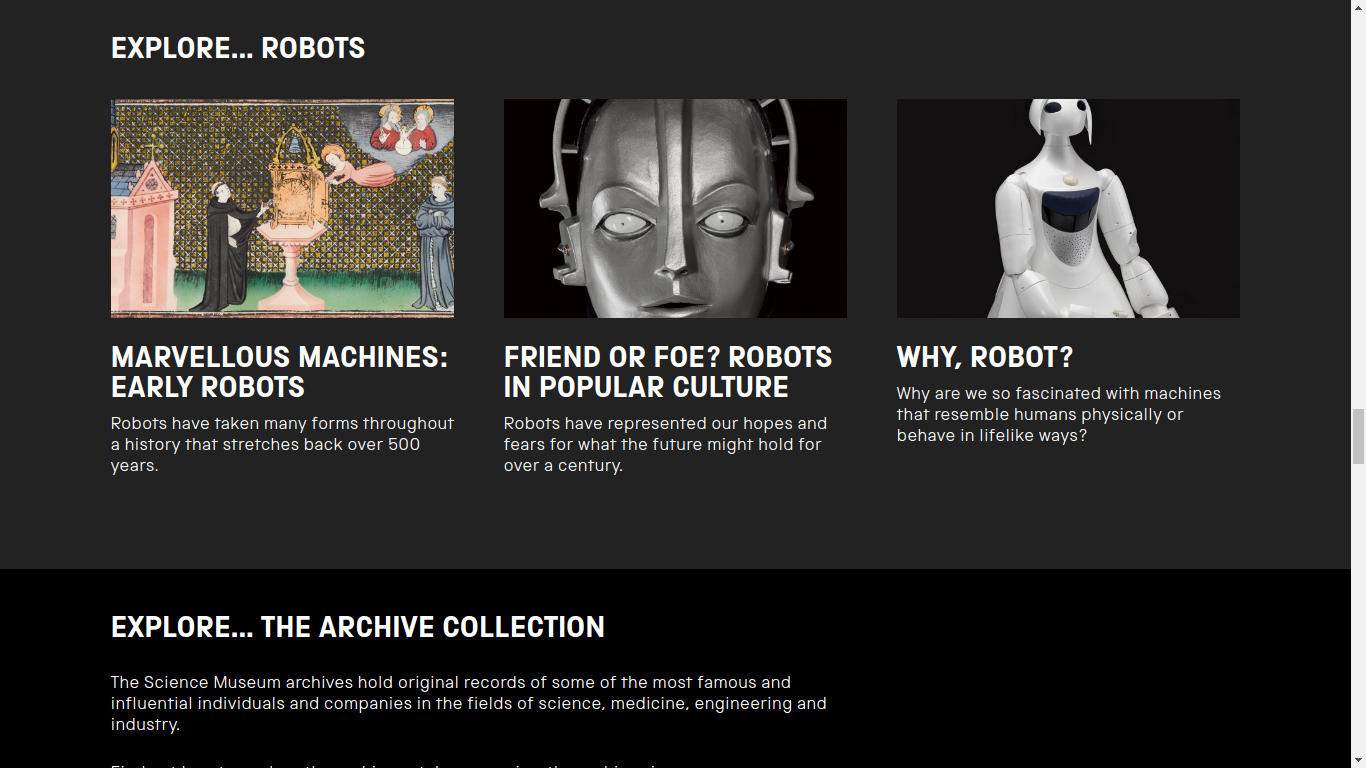 EXPLORE... ROBOTS
MARVELLOUS MACHINES:
EARLY ROBOTS
Robots have taken many forms throughout
a history that stretches back over 500
years.
FRIEND OR FOE? ROBOTS
IN POPULAR CULTURE
Robots have represented our hopes and
fears for what the future might hold for
over a century.
WHY, ROBOT?
Why are we so fascinated with machines
that resemble humans physically or
behave in lifelike ways?
EXPLORE... THE ARCHIVE COLLECTION
The Science Museum archives hold original records of some of the most famous and
influential individuals and companies in the fields of science, medicine, engineering and
industry.